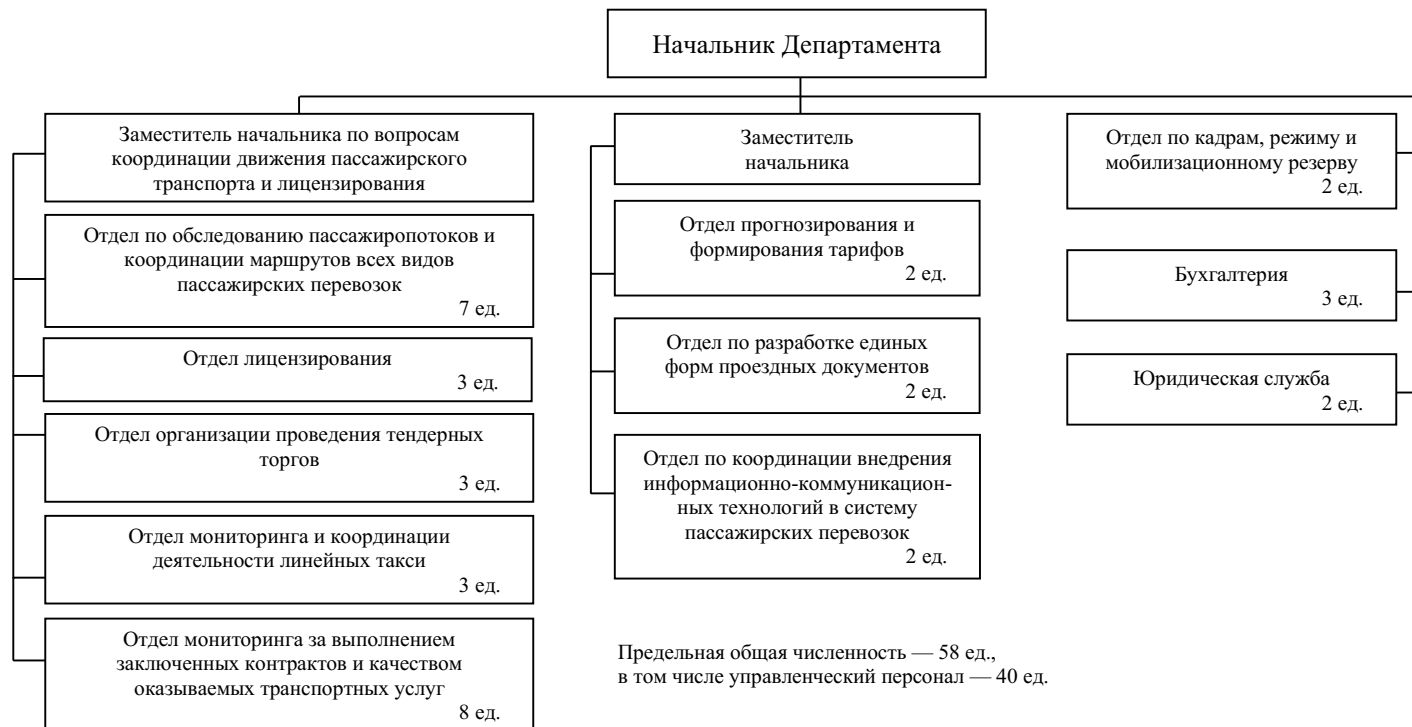 Начальник Департамента
Заместитель начальника по вопросам
координации движения пассажирского
транспорта и лицензирования
Отдел по обследованию пассажиропотоков и
координации маршрутов всех видов
пассажирских перевозок
7 ед.
Отдел лицензирования
3 ед.
Отдел организации проведения тендерных
торгов
3 ед.
Отдел мониторинга и координации
деятельности линейных такси
3 ед.
Отдел мониторинга за выполнением
заключенных контрактов и качеством
оказываемых транспортных услуг
8 ед.
Заместитель
начальника
Отдел прогнозирования и
формирования тарифов
2 ед.
Отдел по разработке единых
форм проездных документов
2 ед.
Отдел по координации внедрения
информационно-коммуникацион-
ных технологий в систему
пассажирских перевозок
2 ед.
Отдел по кадрам, режиму и
мобилизационному резерву
2 ед.
Бухгалтерия
3 ед.
Юридическая служба
2 ед.
Предельная общая численность — 58 ед.,
в том числе управленческий персонал — 40 ед.